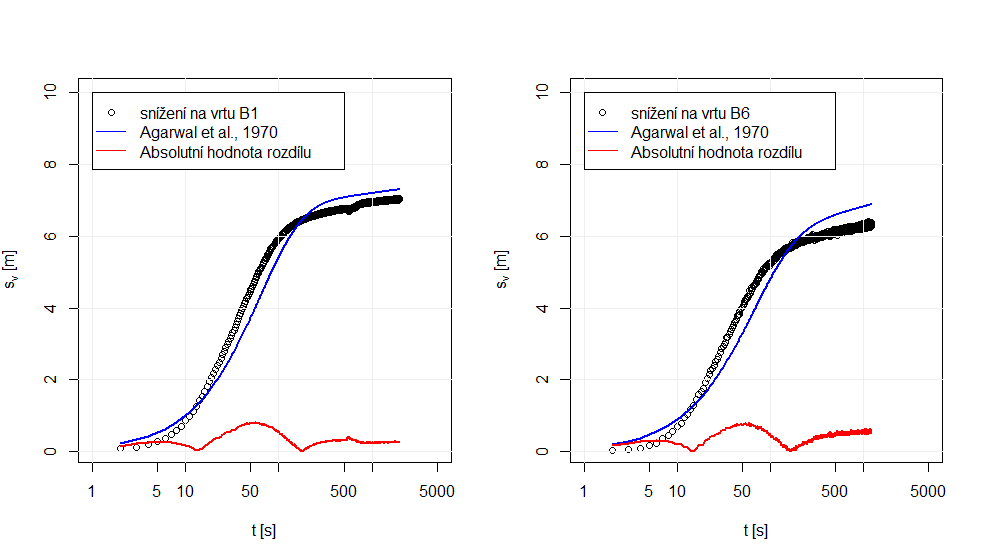 10
8
6
4
2
0
s_v [m]
snížení na vrtu B1
Agarwal et al., 1970
Absolutní hodnota rozdílu
1 5 10 50 500 5000
t [s]
10
8
6
4
2
0
s_v [m]
snížení na vrtu B6
Agarwal et al., 1970
Absolutní hodnota rozdílu
1 5 10 50 500 5000
t [s]